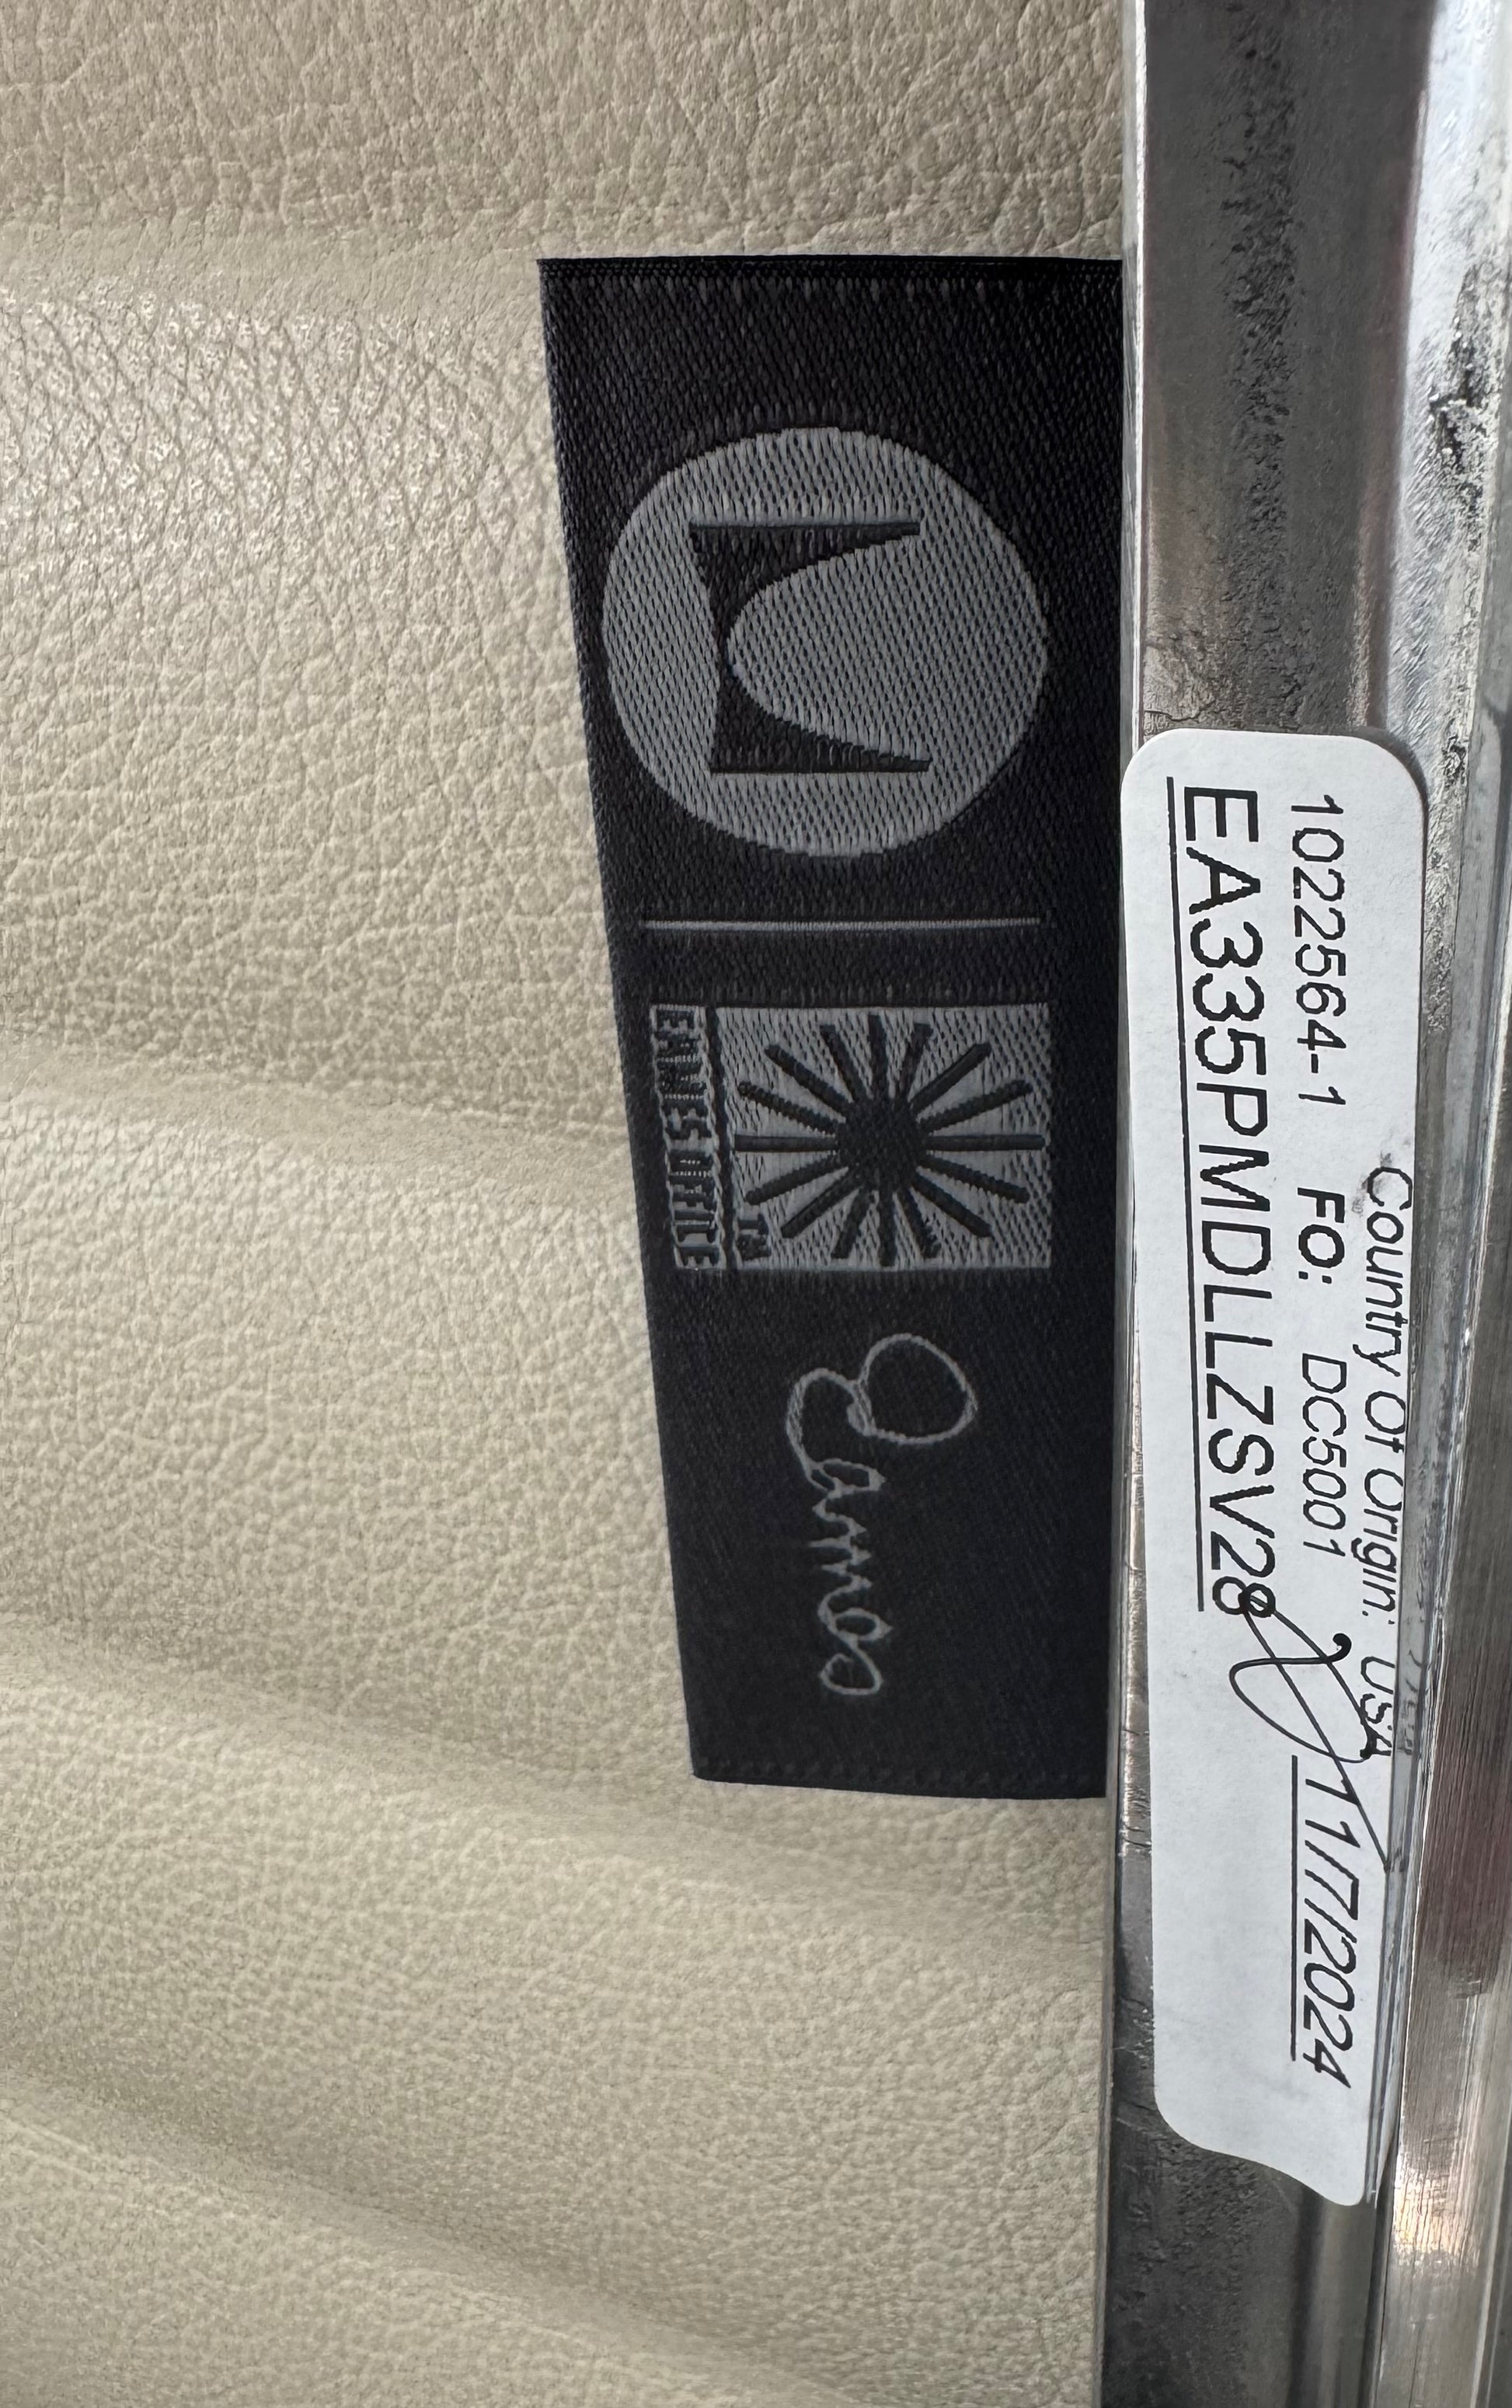 EAMES OFFICE
TM
Eames
Country Of Origin: USA
1022564-1 FO: DC5001 11/7/2024
EA335PMDLLZSV28